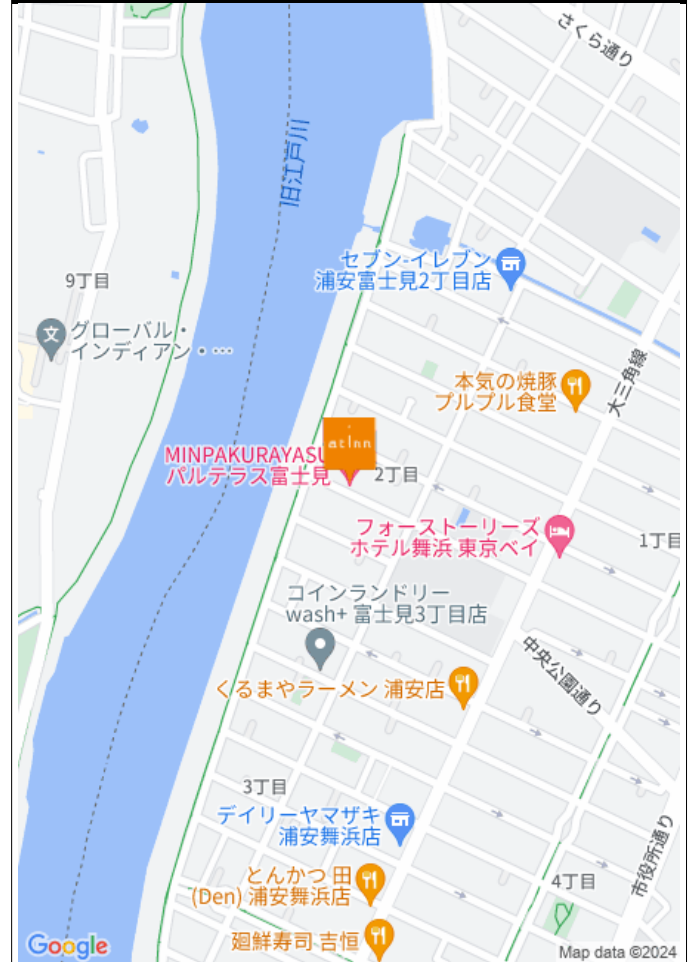 さくら通り
旧江戸川
セブン-イレブン
浦安富士見2丁目店
9丁目
グローバル・
インディアン・…
大三角線
本気の焼豚
プルプル食堂
atinn
MINPAKURAYASU
パルテラス富士見
2丁目
フォーストーリーズ
ホテル舞浜 東京ベイ
1丁目
コインランドリー
wash+ 富士見3丁目店
中央公園通り
くるまやラーメン 浦安店
3丁目
デイリーヤマザキ
浦安舞浜店
市役所通り
とんかつ 田
(Den) 浦安舞浜店
4丁目
廻鮮寿司 吉恒
Google
Map data ©2024